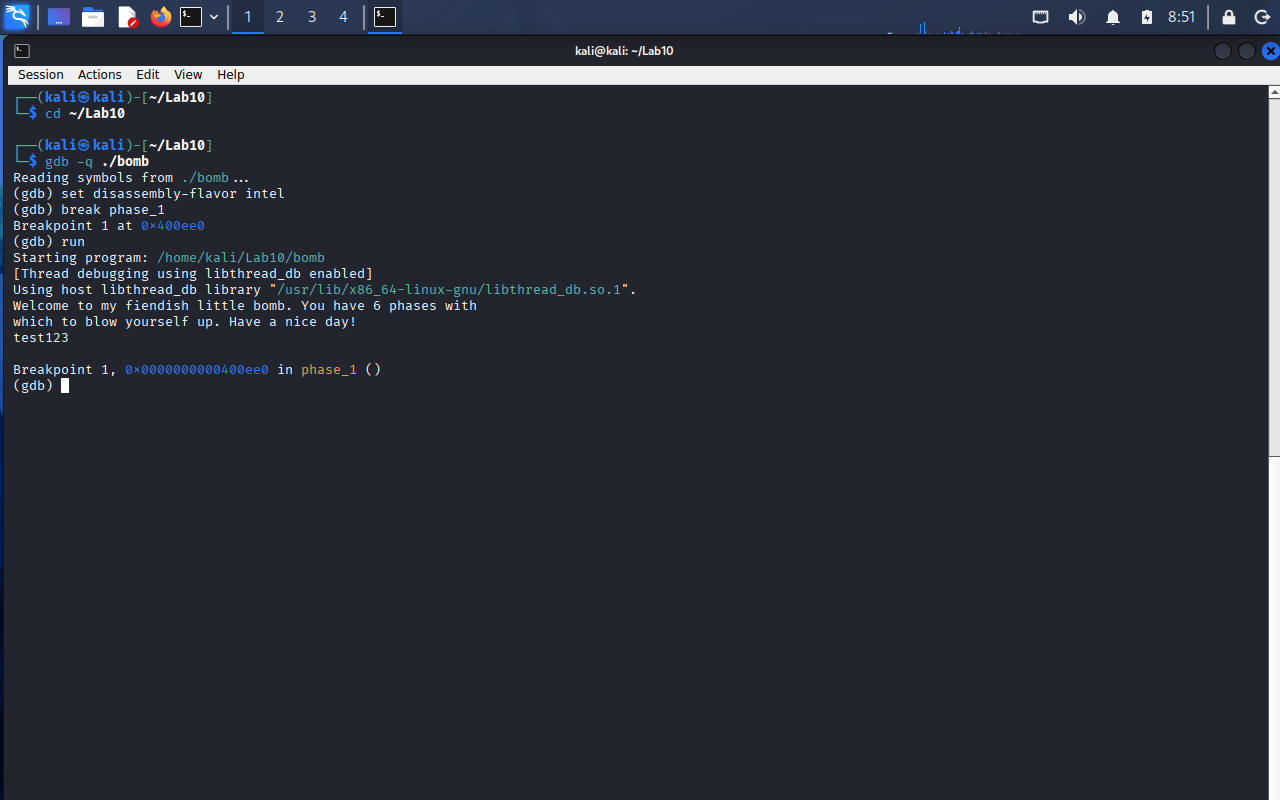 1 2 3 4 8:51
kali@kali: ~/Lab10
Session Actions Edit View Help
┌──(kali㉿kali)-[~/Lab10]
└─$ cd ~/Lab10
┌──(kali㉿kali)-[~/Lab10]
└─$ gdb -q ./bomb
Reading symbols from ./bomb...
(gdb) set disassembly-flavor intel
(gdb) break phase_1
Breakpoint 1 at 0x400ee0
(gdb) run
Starting program: /home/kali/Lab10/bomb
[Thread debugging using libthread_db enabled]
Using host libthread_db library "/usr/lib/x86_64-linux-gnu/libthread_db.so.1".
Welcome to my fiendish little bomb. You have 6 phases with
which to blow yourself up. Have a nice day!
test123
Breakpoint 1, 0x0000000000400ee0 in phase_1 ()
(gdb)